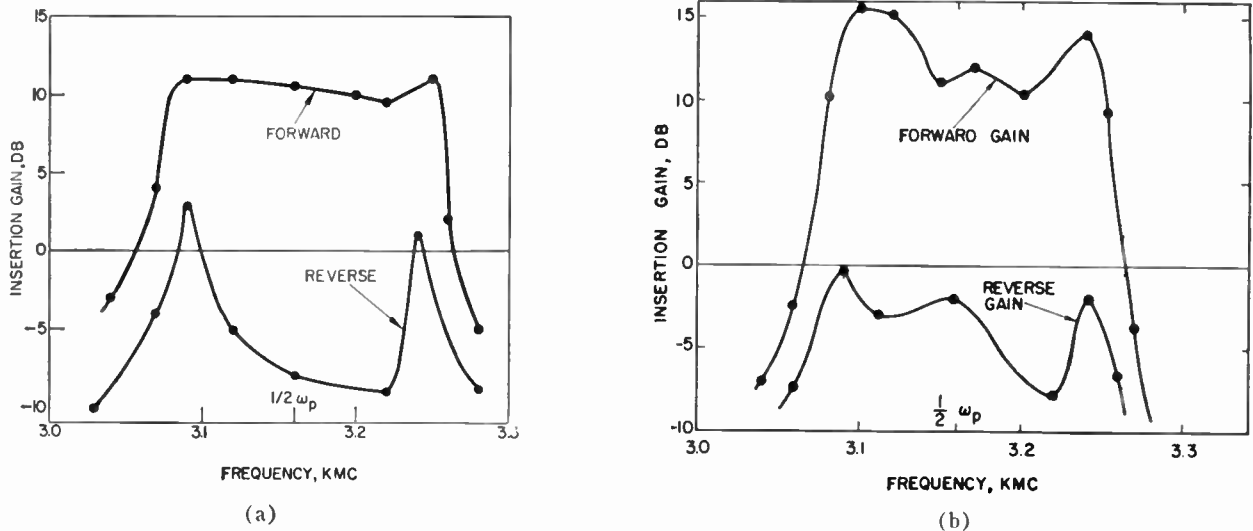 15
10
5
0
-5
-10
INSERTION GAIN, DB
FORWARD
REVERSE
1/2 ωp
3.0
3.1
3.2
FREQUENCY, KMC
(a)
15
10
5
0
-5
-10
INSERTION GAIN, DB
FORWARD GAIN
REVERSE
GAIN
1/2 ωp
3.0
3.1
3.2
3.3
FREQUENCY, KMC
(b)